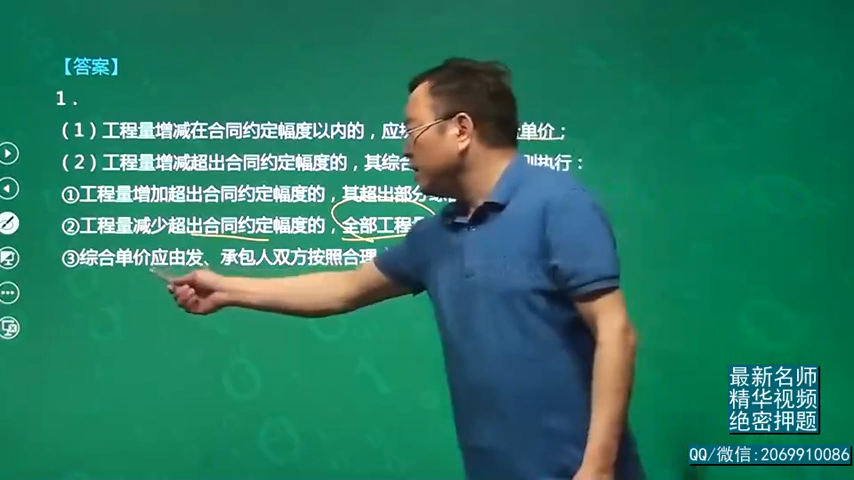 【答案】
1.
（1）工程量增减在合同约定幅度以内的，应 单价；
（2）工程量增减超出合同约定幅度的，其综 执行：
①工程量增加超出合同约定幅度的，其超出部分
②工程量减少超出合同约定幅度的，全部工程
③综合单价应由发、承包人双方按照合理
最新名师
精华视频
绝密押题
QQ/微信:2069910086